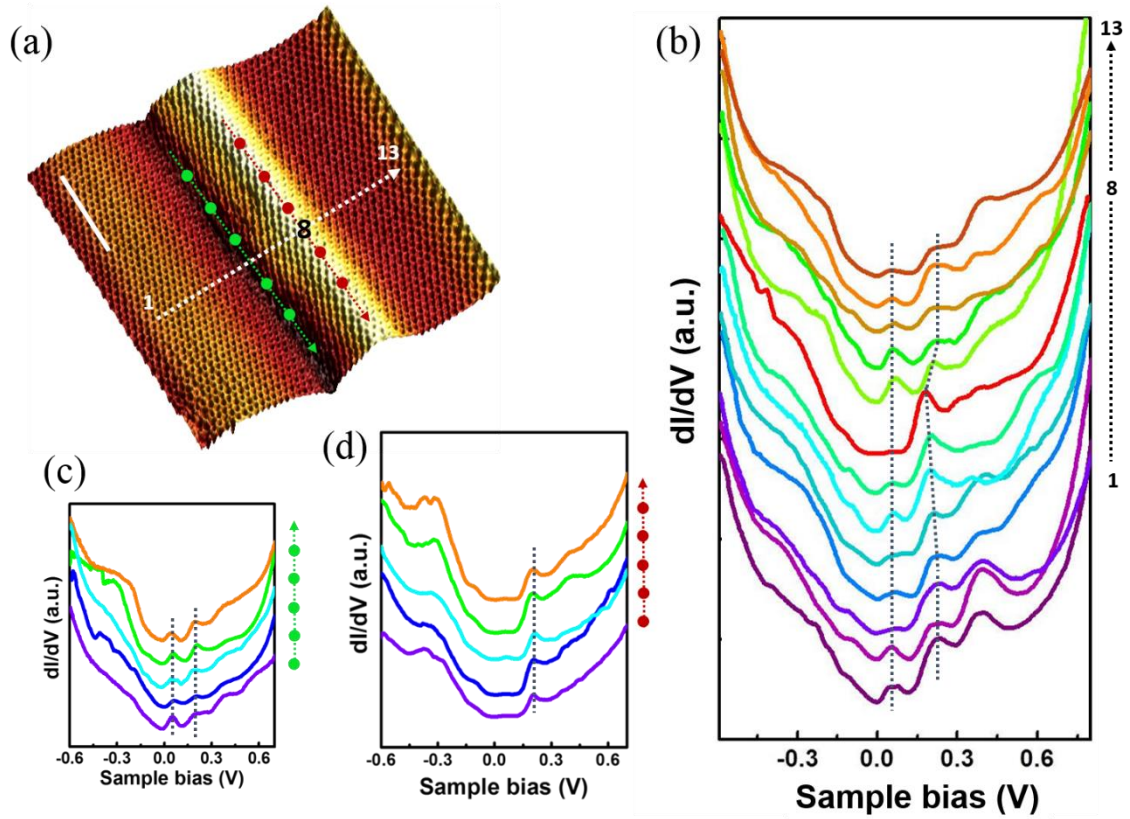 (a)
13
8
1
(b)
dI/dV (a.u.)
-0.3 0.0 0.3 0.6
Sample bias (V)
13
8
1
(c)
dI/dV (a.u.)
-0.6 -0.3 0.0 0.3 0.6
Sample bias (V)
(d)
dI/dV (a.u.)
-0.6 -0.3 0.0 0.3 0.6
Sample bias (V)